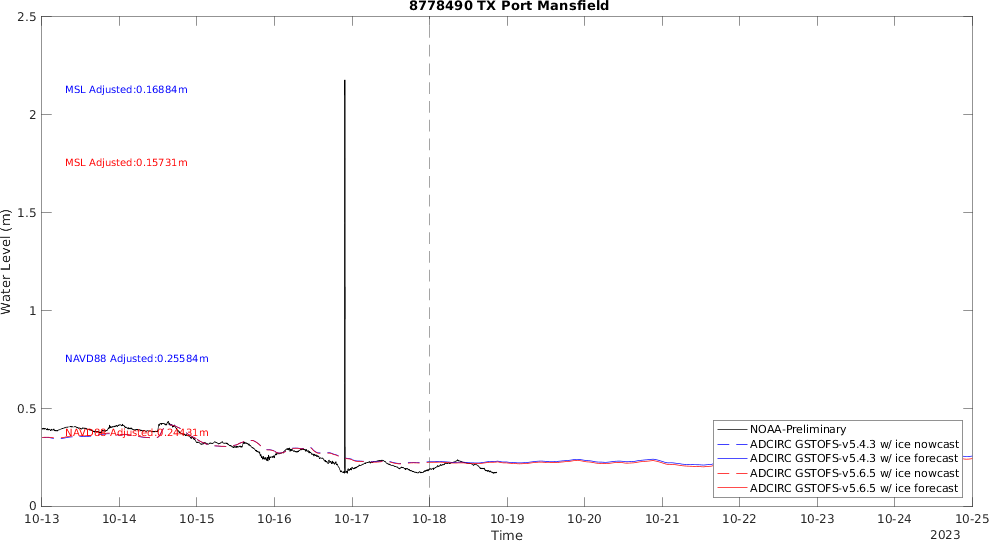 8778490 TX Port Mansfield
2.5
2
1.5
1
0.5
0
Water Level (m)
MSL Adjusted:0.16884m
MSL Adjusted:0.15731m
NAVD88 Adjusted:0.25584m
NAVD88 Adjusted:0.24431m
NOAA-Preliminary
ADCIRC GSTOFS-v5.4.3 w/ ice nowcast
ADCIRC GSTOFS-v5.4.3 w/ ice forecast
ADCIRC GSTOFS-v5.6.5 w/ ice nowcast
ADCIRC GSTOFS-v5.6.5 w/ ice forecast
10-13 10-14 10-15 10-16 10-17 10-18 10-19 10-20 10-21 10-22 10-23 10-24 10-25
Time
2023